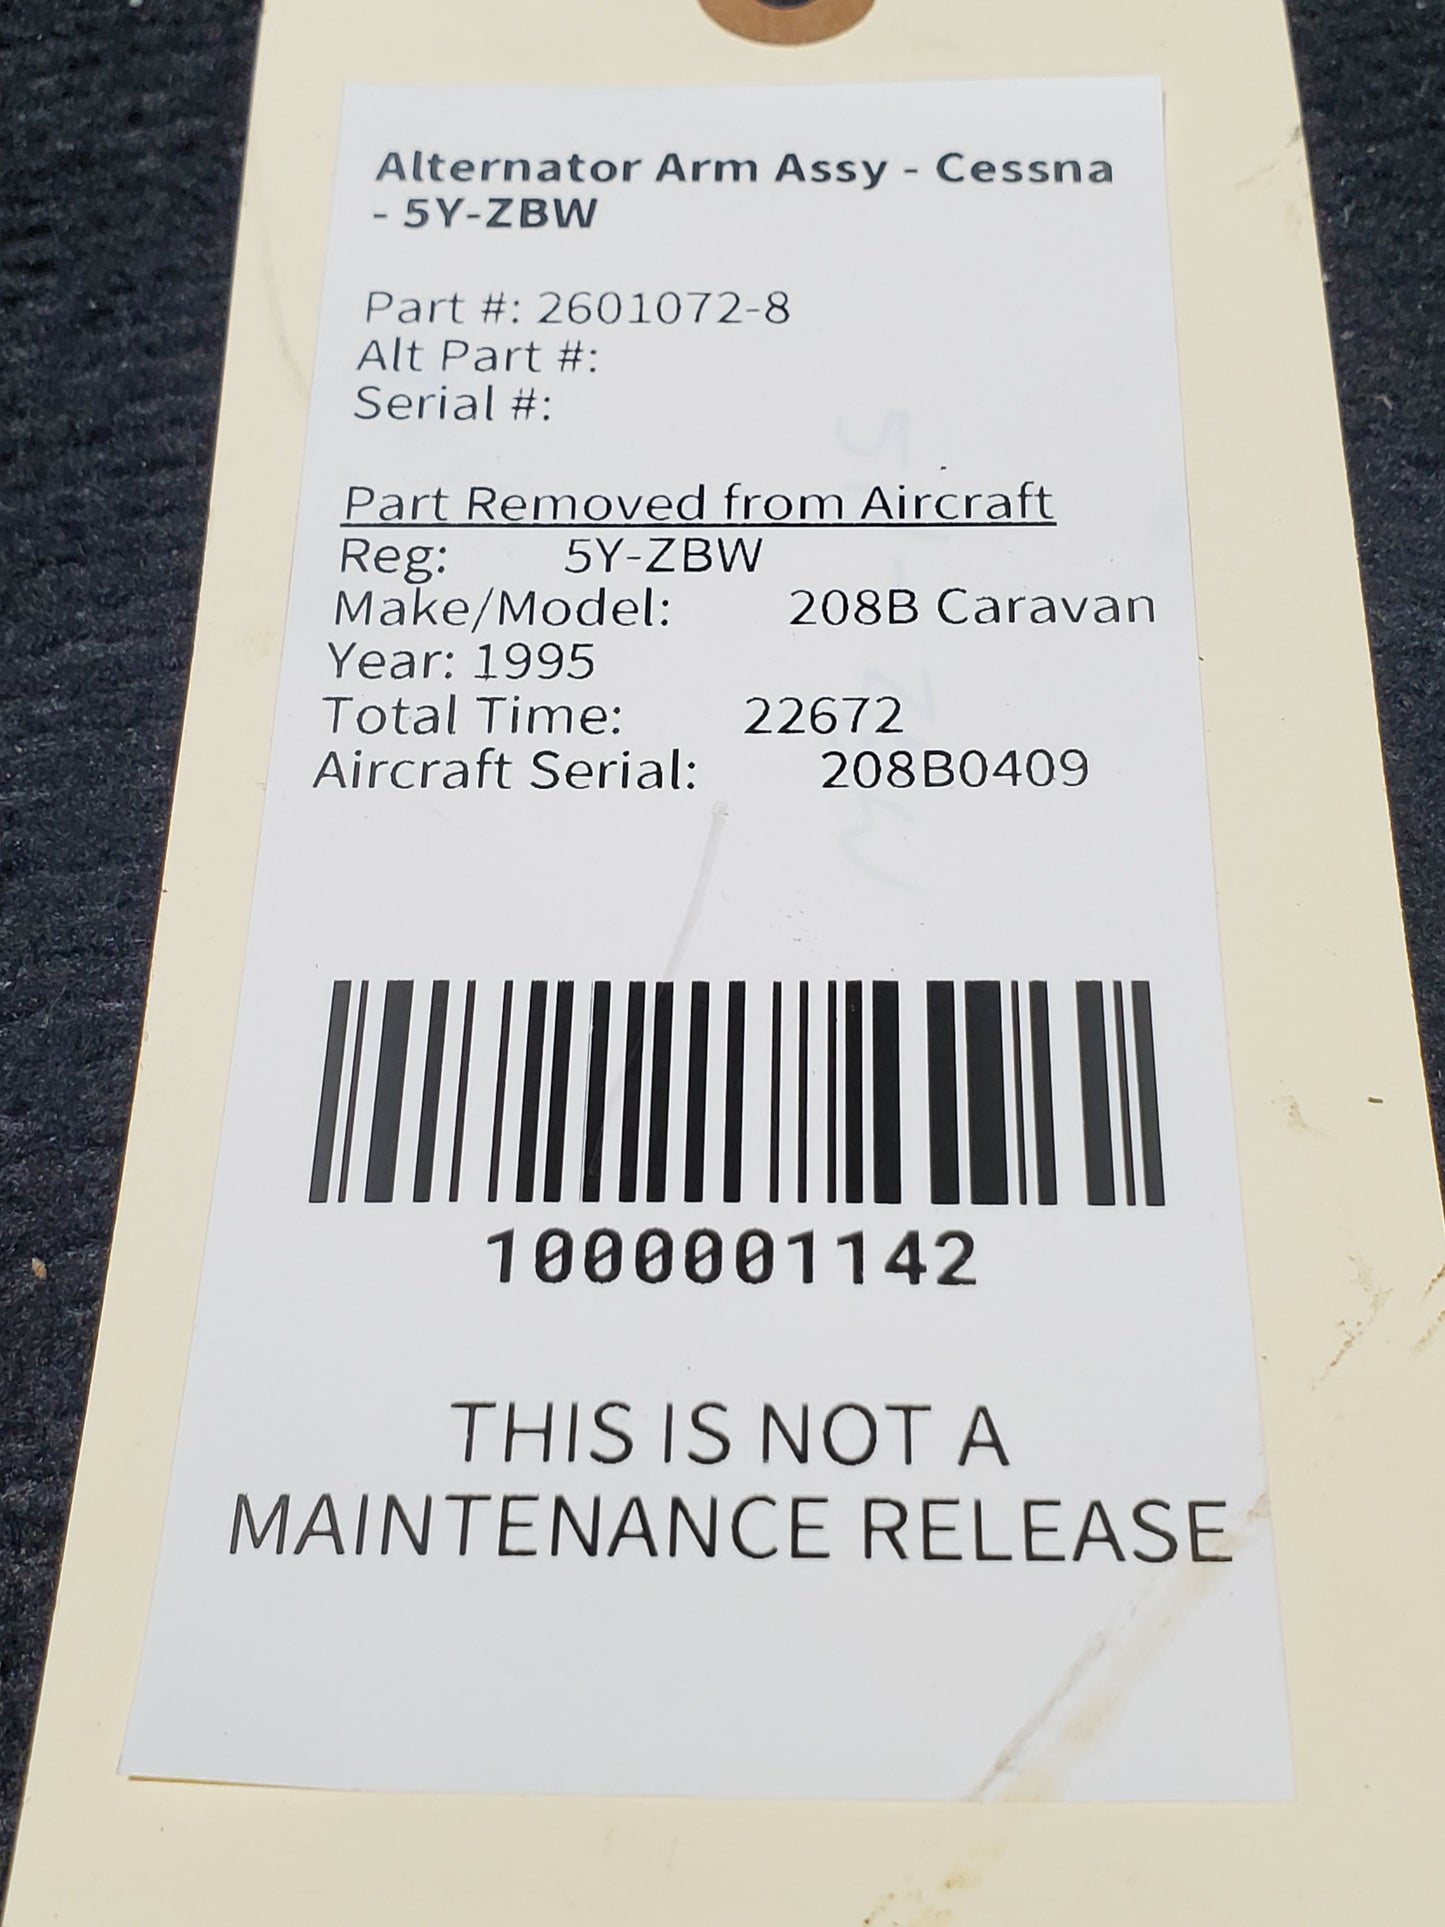 Alternator Arm Assy - Cessna
- 5Y-ZBW
Part #: 2601072-8
Alt Part #:
Serial #:
Part Removed from Aircraft
Reg: 5Y-ZBW
Make/Model: 208B Caravan
Year: 1995
Total Time: 22672
Aircraft Serial: 208B0409
1000001142
THIS IS NOT A
MAINTENANCE RELEASE